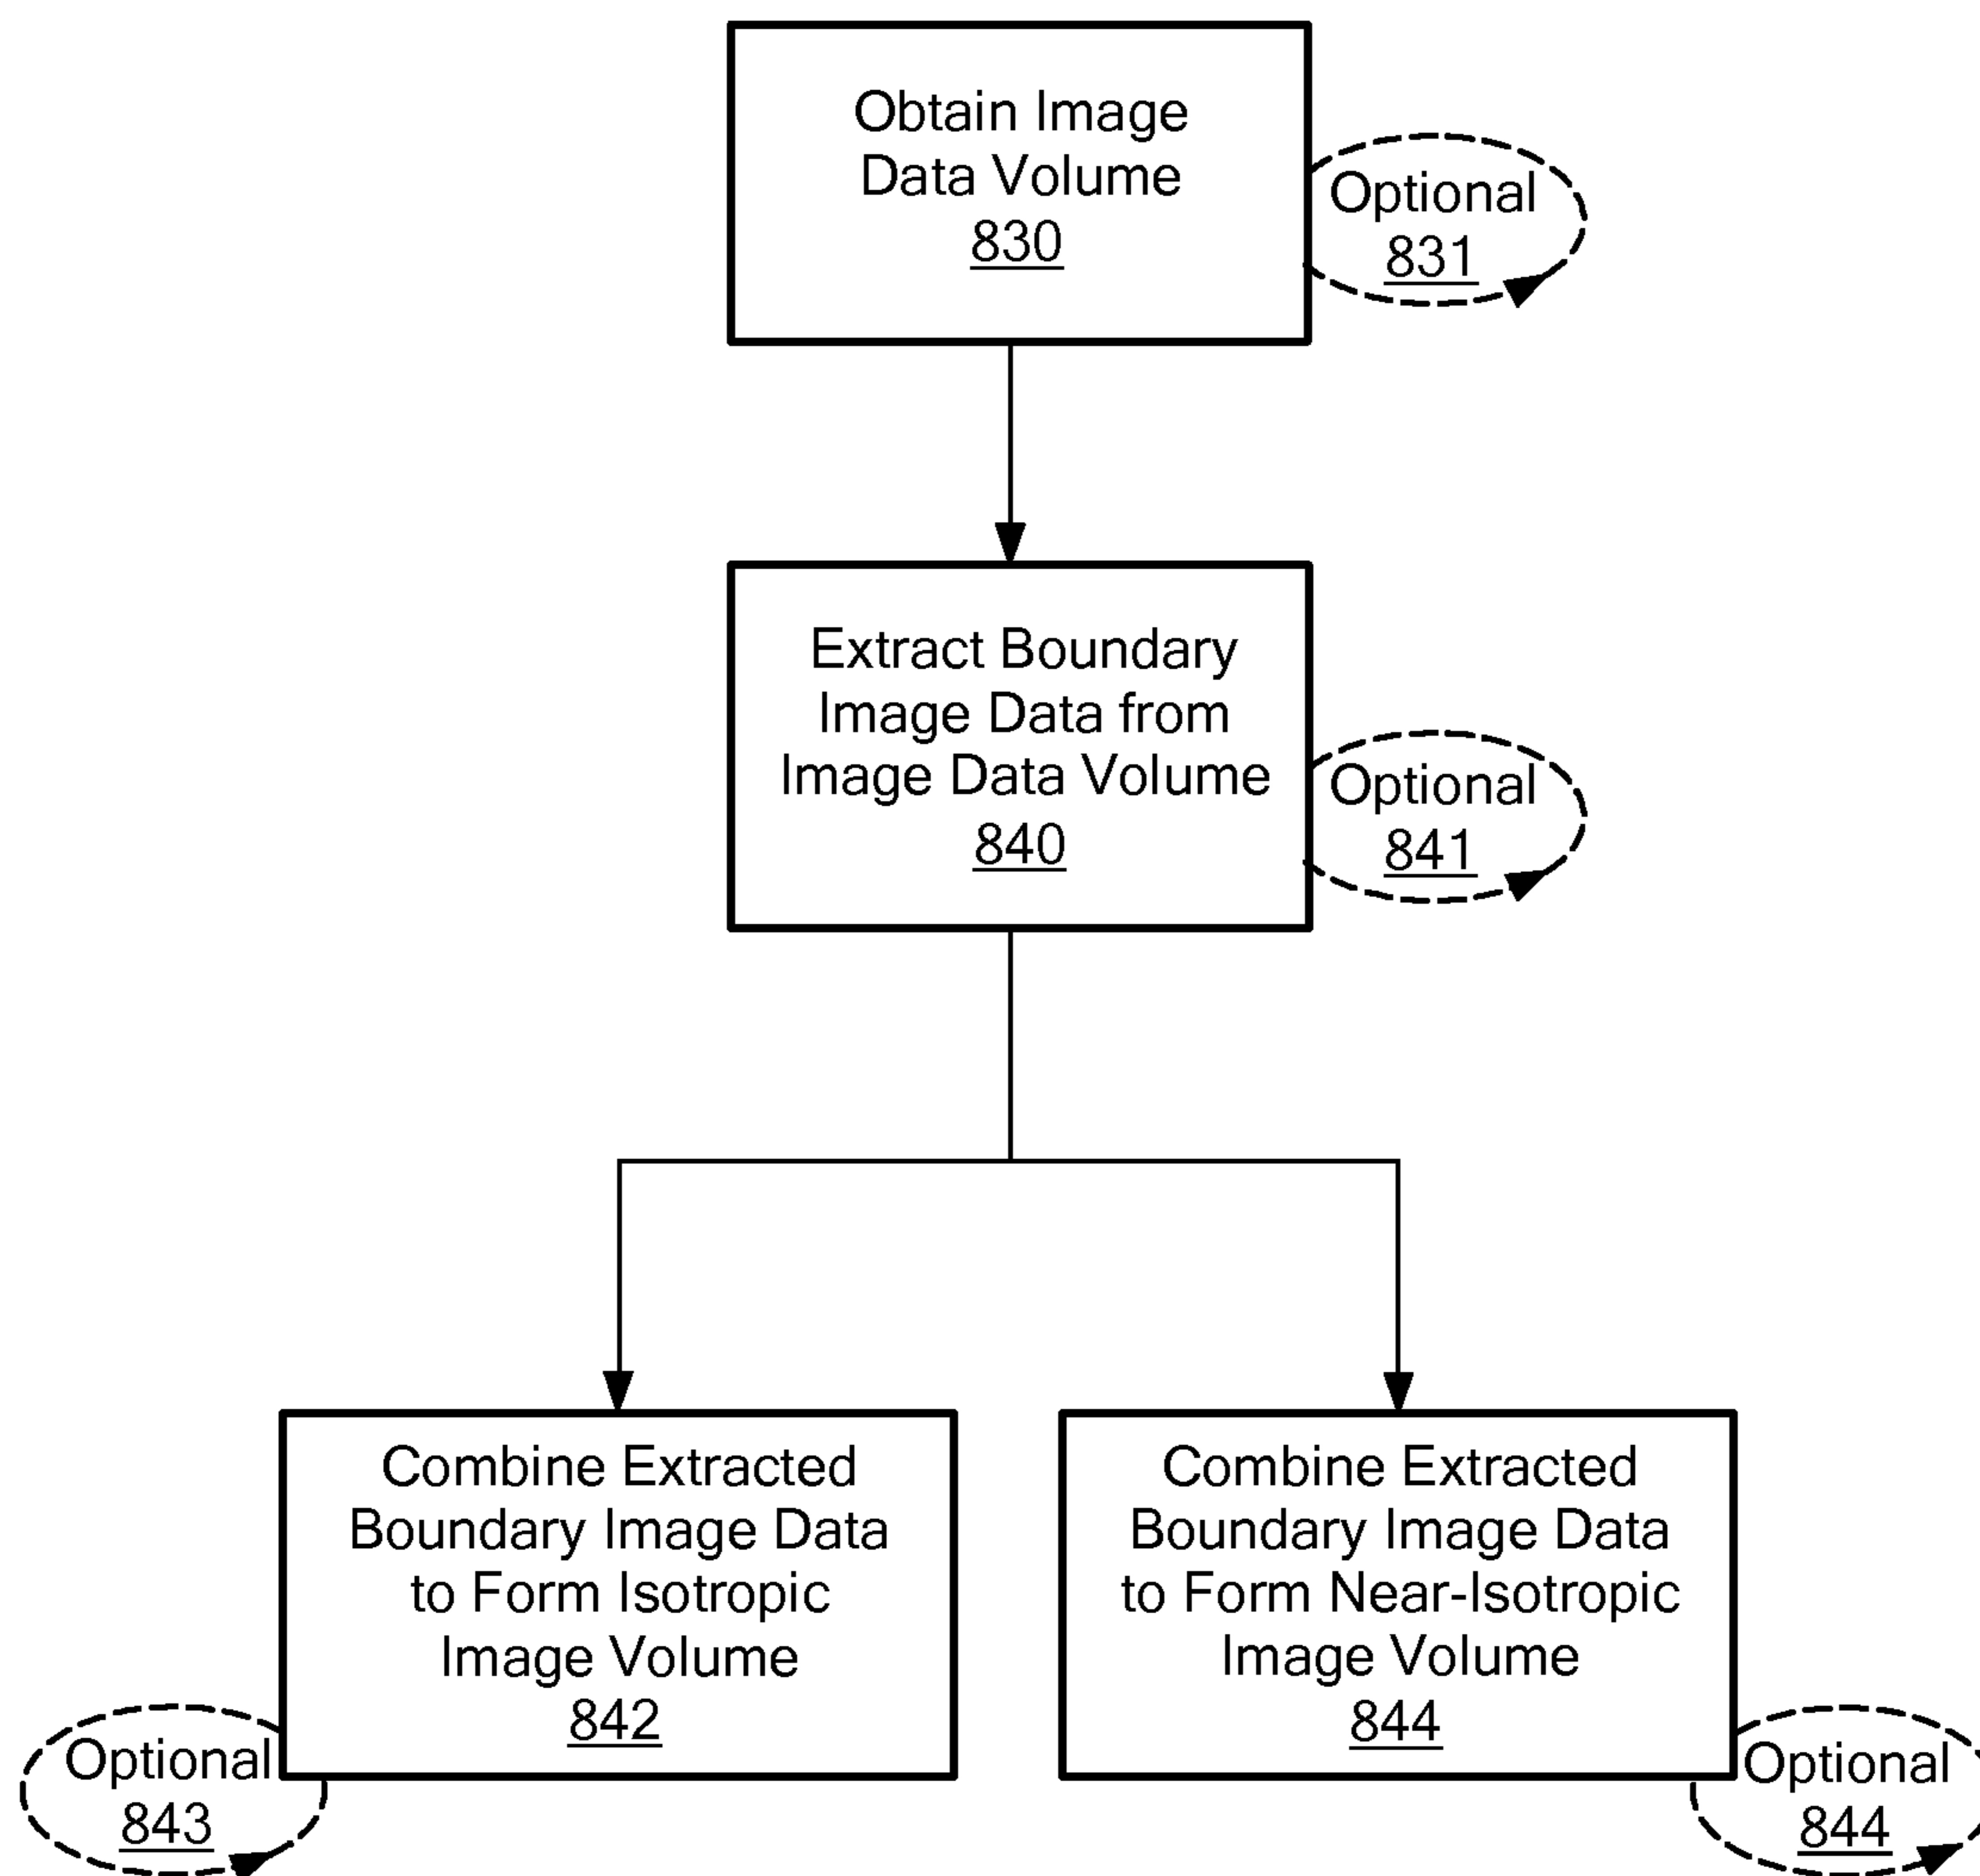 Obtain Image
Data Volume
830
Optional
831
Extract Boundary
Image Data from
Image Data Volume
840
Optional
841
Combine Extracted
Boundary Image Data
to Form Isotropic
Image Volume
842
Optional
843
Combine Extracted
Boundary Image Data
to Form Near-Isotropic
Image Volume
844
Optional
844